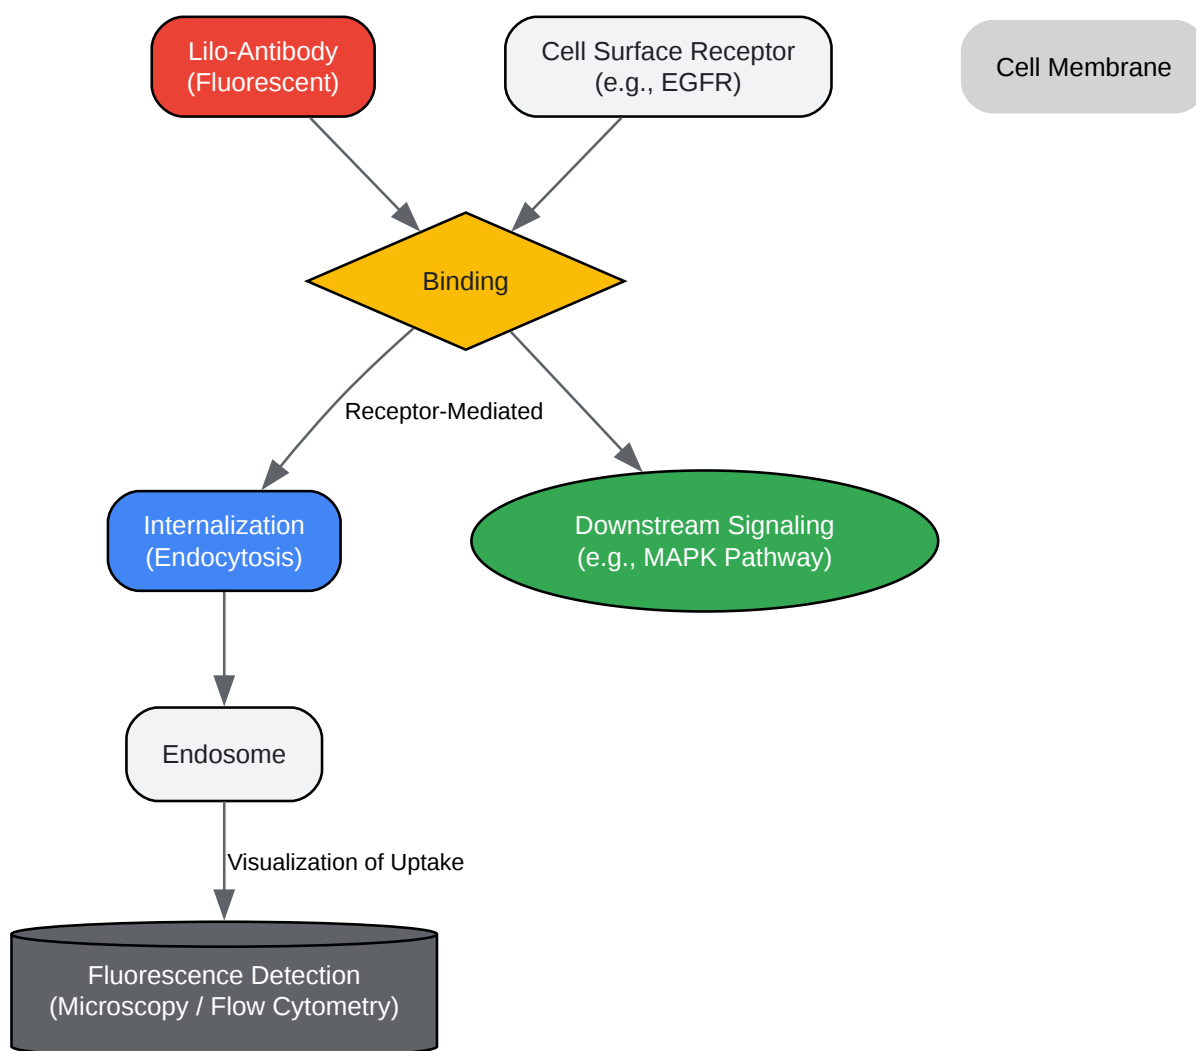 Lilo-Antibody
(Fluorescent)
Cell Surface Receptor
(e.g., EGFR)
Cell Membrane
Binding
Receptor-Mediated
Internalization
(Endocytosis)
Downstream Signaling
(e.g., MAPK Pathway)
Endosome
Visualization of Uptake
Fluorescence Detection
(Microscopy / Flow Cytometry)